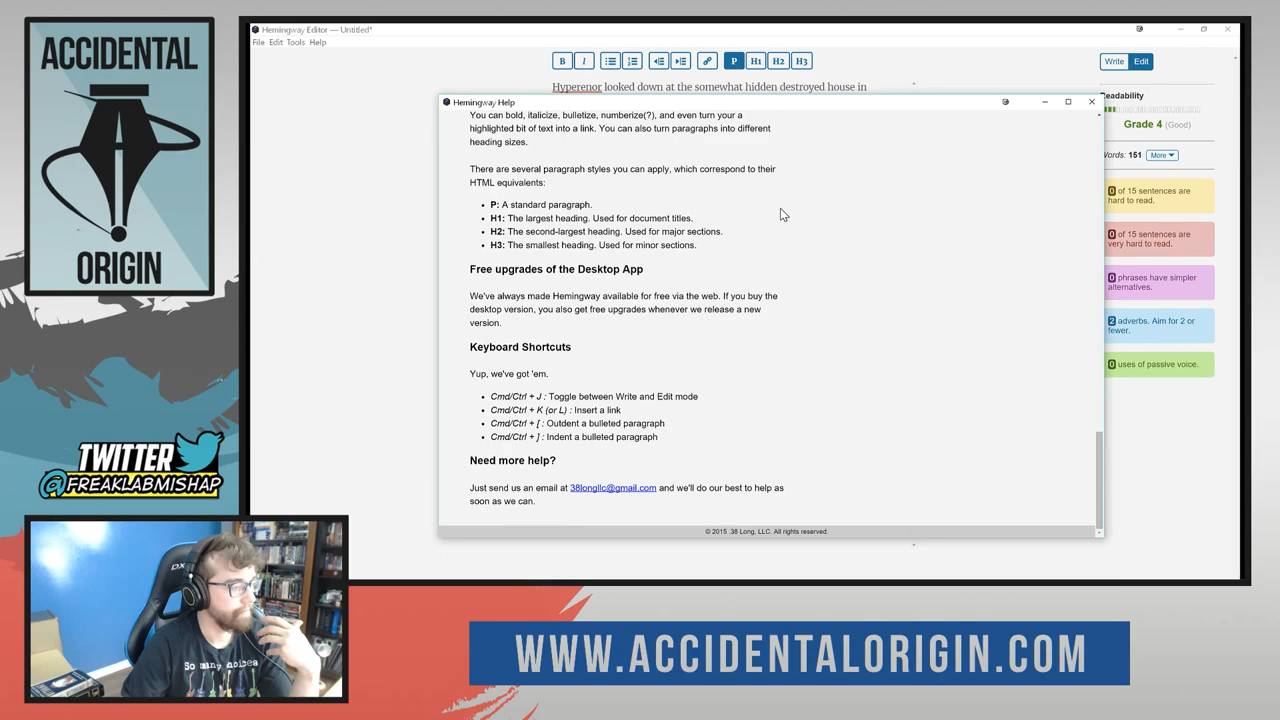 ACCIDENTAL
ORIGIN
Hemingway Editor — Untitled*
File Edit Tools Help
B I P H1 H2 H3
Write Edit
Hyperenor looked down at the somewhat hidden destroyed house in
Hemingway Help
You can bold, italicize, bulletize, numberize(?), and even turn your a
highlighted bit of text into a link. You can also turn paragraphs into different
heading sizes.
There are several paragraph styles you can apply, which correspond to their
HTML equivalents:
P: A standard paragraph.
H1: The largest heading. Used for document titles.
H2: The second-largest heading. Used for major sections.
H3: The smallest heading. Used for minor sections.
Free upgrades of the Desktop App
We've always made Hemingway available for free via the web. If you buy the
desktop version, you also get free upgrades whenever we release a new
version.
Keyboard Shortcuts
Yup, we've got 'em.
Cmd/Ctrl + J : Toggle between Write and Edit mode
Cmd/Ctrl + K (or L) : Insert a link
Cmd/Ctrl + [ : Outdent a bulleted paragraph
Cmd/Ctrl + ] : Indent a bulleted paragraph
Need more help?
Just send us an email at 38longllc@gmail.com and we'll do our best to help as
soon as we can.
© 2015 .38 Long, LLC. All rights reserved.
Readability
Grade 4 (Good)
Words: 151 More
0 of 15 sentences are
hard to read.
0 of 15 sentences are
very hard to read.
0 phrases have simpler
alternatives.
2 adverbs. Aim for 2 or
fewer.
0 uses of passive voice.
TWITTER
@FREAKLABMISHAP
DX
So many noises
WWW.ACCIDENTALORIGIN.COM